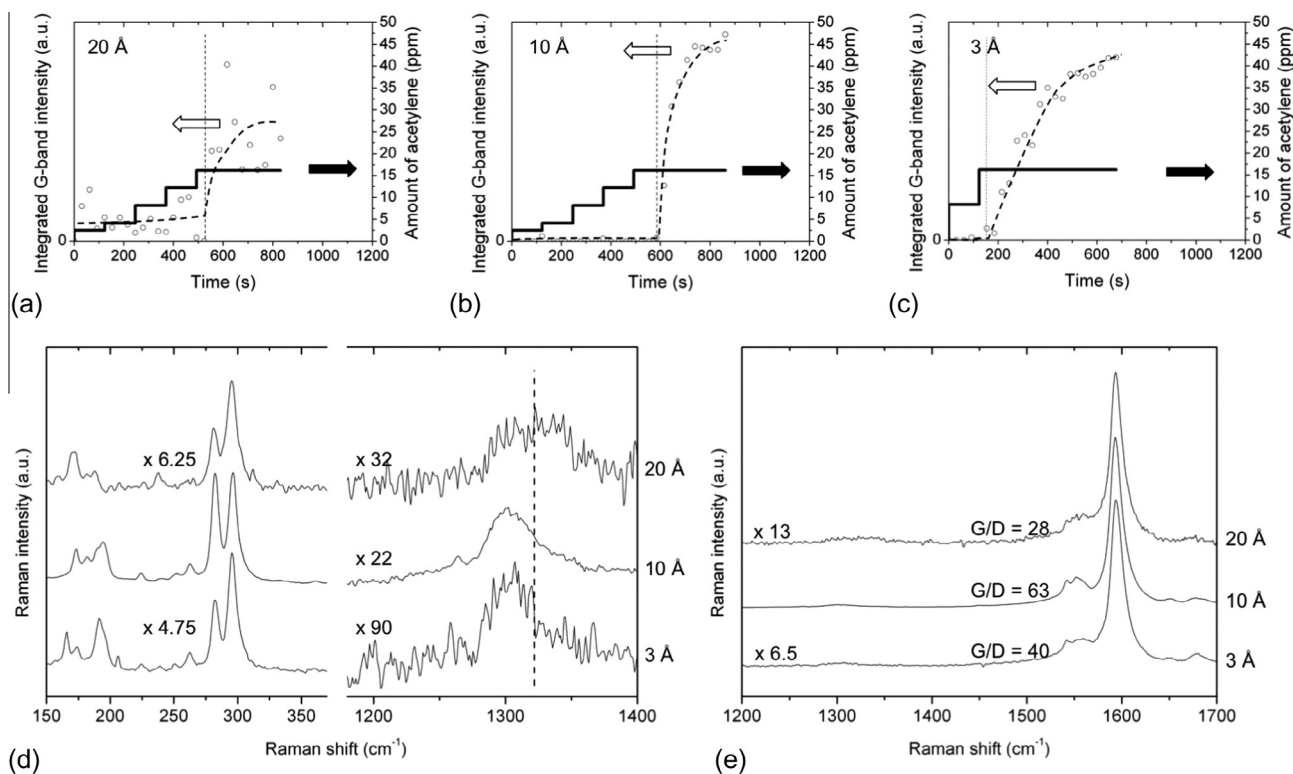 20 Å
Integrated G-band intensity (a.u.)
0
0 200 400 600 800 1000 1200
Time (s)
0 5 10 15 20 25 30 35 40 45 50
Amount of acetylene (ppm)
(a)
10 Å
Integrated G-band intensity (a.u.)
0
0 200 400 600 800 1000 1200
Time (s)
0 5 10 15 20 25 30 35 40 45 50
Amount of acetylene (ppm)
(b)
3 Å
Integrated G-band intensity (a.u.)
0
0 200 400 600 800 1000 1200
Time (s)
0 5 10 15 20 25 30 35 40 45 50
Amount of acetylene (ppm)
(c)
Raman intensity (a.u.)
x 6.25
x 4.75
x 32
20 Å
x 22
10 Å
x 90
3 Å
150 200 250 300 350
1200 1300 1400
Raman shift (cm⁻¹)
(d)
Raman intensity (a.u.)
x 13
G/D = 28
20 Å
G/D = 63
10 Å
x 6.5
G/D = 40
3 Å
1200 1300 1400 1500 1600 1700
Raman shift (cm⁻¹)
(e)